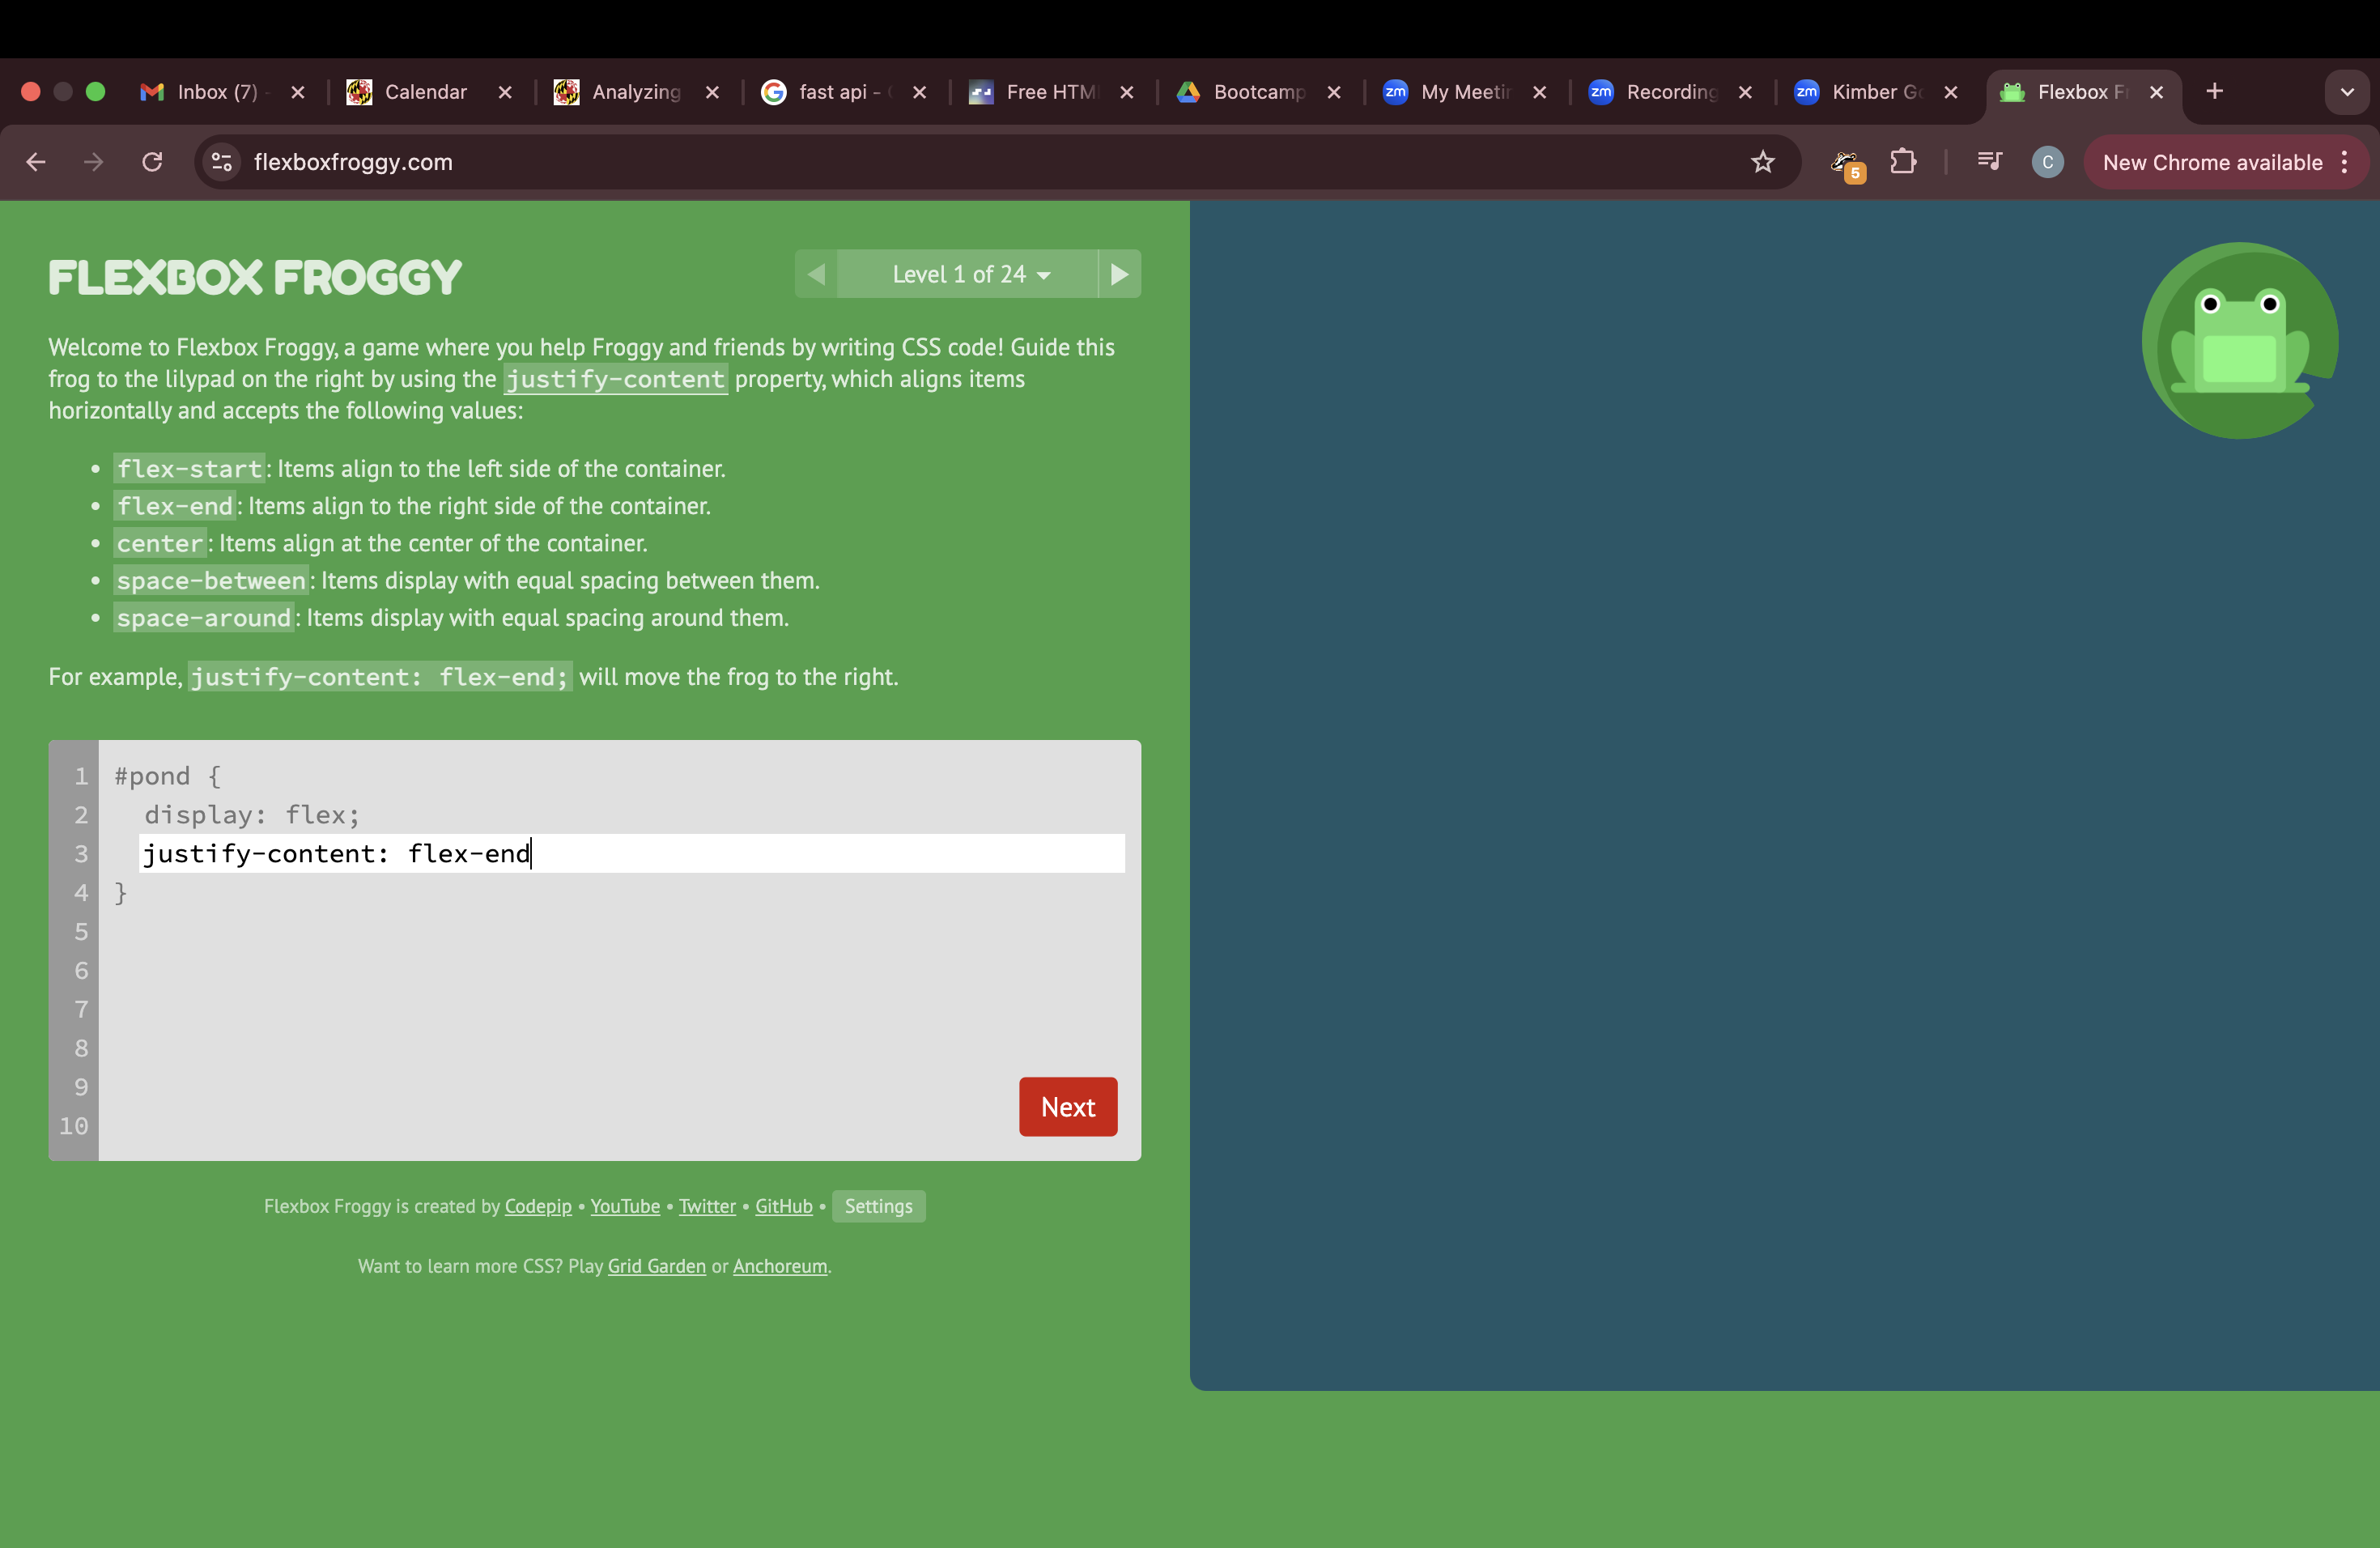 Inbox (7) -
Calendar
Analyzing
fast api -
Free HTM
Bootcamp
My Meetin
Recording
Kimber G
Flexbox F
flexboxfroggy.com
5
C
New Chrome available
FLEXBOX FROGGY
Level 1 of 24
Welcome to Flexbox Froggy, a game where you help Froggy and friends by writing CSS code! Guide this
frog to the lilypad on the right by using the justify-content property, which aligns items
horizontally and accepts the following values:
• flex-start: Items align to the left side of the container.
• flex-end: Items align to the right side of the container.
• center: Items align at the center of the container.
• space-between: Items display with equal spacing between them.
• space-around: Items display with equal spacing around them.
For example, justify-content: flex-end; will move the frog to the right.
1 #pond {
2 display: flex;
3 justify-content: flex-end
4 }
5
6
7
8
9
10
Next
Flexbox Froggy is created by Codepip • YouTube • Twitter • GitHub • Settings
Want to learn more CSS? Play Grid Garden or Anchoreum.